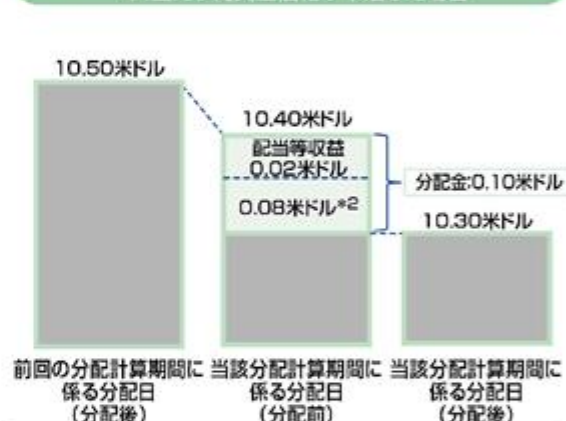 10.50米ドル
10.40米ドル
配当等収益
0.02米ドル
0.08米ドル*2
分配金:0.10米ドル
10.30米ドル
前回の分配計算期間に
係る分配日
(分配後)
当該分配計算期間に
係る分配日
(分配前)
当該分配計算期間に
係る分配日
(分配後)